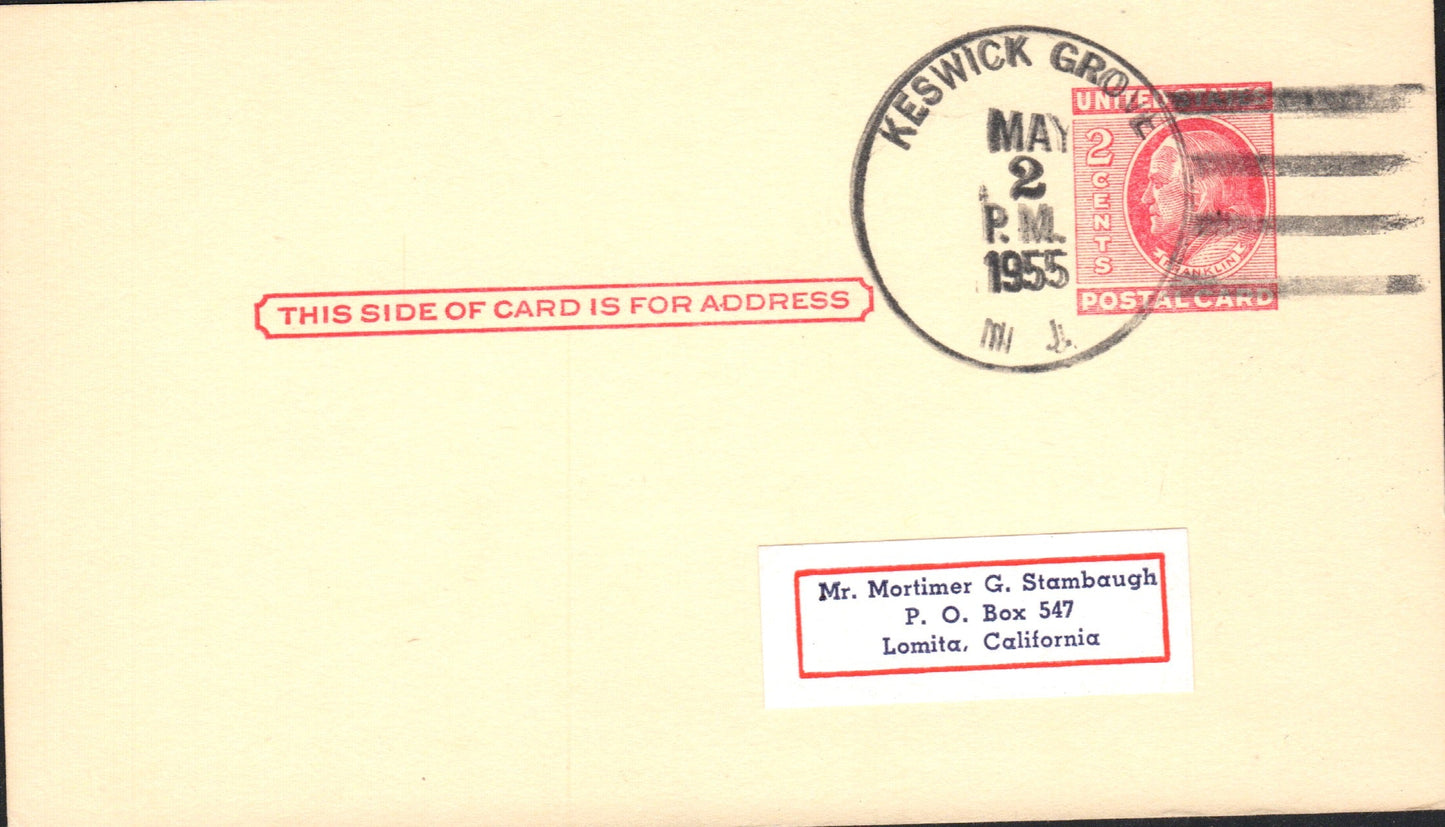 KESWICK GROVE
MAY
2
P.M.
1955
UNITED STATES
2 CENTS
FRANKLIN
POSTAL CARD
THIS SIDE OF CARD IS FOR ADDRESS
Mr. Mortimer G. Stambaugh
P. O. Box 547
Lomita, California